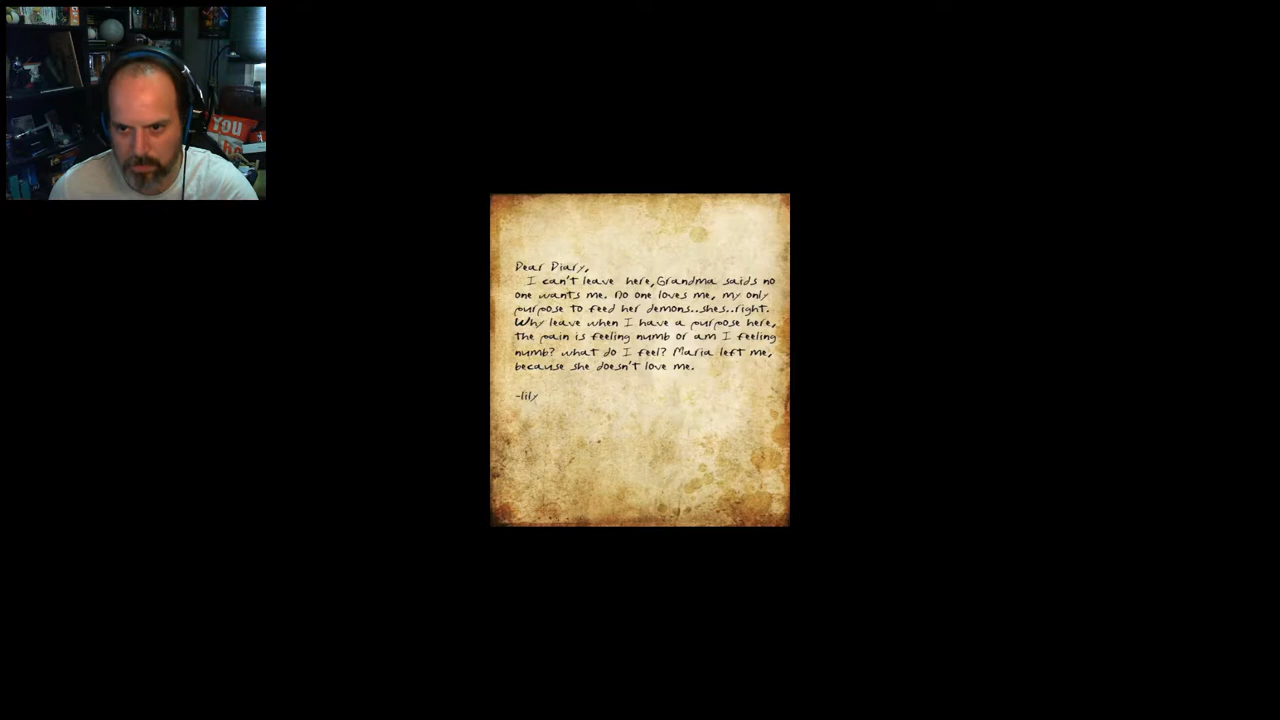 You
Dear Diary,
I can't leave here, Grandma saids no
one wants me. No one loves me, my only
purpose to feed her demons..shes..right.
Why leave when I have a purpose here,
the pain is feeling numb or am I feeling
numb? what do I feel? Maria left me,
because she doesn't love me.
-lily